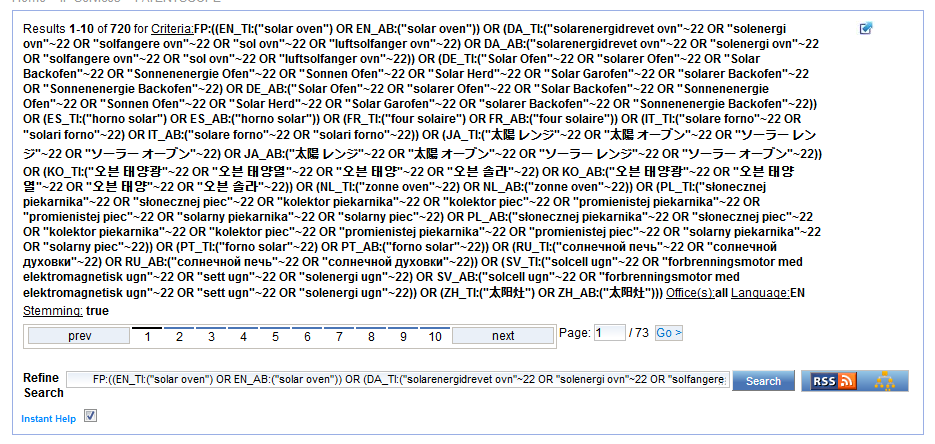 Results 1-10 of 720 for Criteria:FP:((EN_TI:("solar oven") OR EN_AB:("solar oven")) OR (DA_TI:("solarenergidrevet ovn"~22 OR "solenergi
ovn"~22 OR "solfangere ovn"~22 OR "sol ovn"~22 OR "luftsolfanger ovn"~22) OR DA_AB:("solarenergidrevet ovn"~22 OR "solenergi ovn"~22
OR "solfangere ovn"~22 OR "sol ovn"~22 OR "luftsolfanger ovn"~22)) OR (DE_TI:("Solar Ofen"~22 OR "solarer Ofen"~22 OR "Solar
Backofen"~22 OR "Sonnenenergie Ofen"~22 OR "Sonnen Ofen"~22 OR "Solar Herd"~22 OR "Solar Garofen"~22 OR "solarer Backofen"~22
OR "Sonnenenergie Backofen"~22) OR DE_AB:("Solar Ofen"~22 OR "solarer Ofen"~22 OR "Solar Backofen"~22 OR "Sonnenenergie
Ofen"~22 OR "Sonnen Ofen"~22 OR "Solar Herd"~22 OR "Solar Garofen"~22 OR "solarer Backofen"~22 OR "Sonnenenergie Backofen"~22))
OR (ES_TI:("horno solar") OR ES_AB:("horno solar")) OR (FR_TI:("four solaire") OR FR_AB:("four solaire")) OR (IT_TI:("solare forno"~22 OR
"solari forno"~22) OR IT_AB:("solare forno"~22 OR "solari forno"~22)) OR (JA_TI:("太陽 レンジ"~22 OR "太陽 オーブン"~22 OR "ソーラー レン
ジ"~22 OR "ソーラー オーブン"~22) OR JA_AB:("太陽 レンジ"~22 OR "太陽 オーブン"~22 OR "ソーラー レンジ"~22 OR "ソーラー オーブン"~22))
OR (KO_TI:("오븐 태양광"~22 OR "오븐 태양열"~22 OR "오븐 태양"~22 OR "오븐 솔라"~22) OR KO_AB:("오븐 태양광"~22 OR "오븐 태양
열"~22 OR "오븐 태양"~22 OR "오븐 솔라"~22)) OR (NL_TI:("zonne oven"~22) OR NL_AB:("zonne oven"~22)) OR (PL_TI:("słonecznej
piekarnika"~22 OR "słonecznej piec"~22 OR "kolektor piekarnika"~22 OR "kolektor piec"~22 OR "promienistej piekarnika"~22 OR
"promienistej piec"~22 OR "solarny piekarnika"~22 OR "solarny piec"~22) OR PL_AB:("słonecznej piekarnika"~22 OR "słonecznej piec"~22
OR "kolektor piekarnika"~22 OR "kolektor piec"~22 OR "promienistej piekarnika"~22 OR "promienistej piec"~22 OR "solarny piekarnika"~22
OR "solarny piec"~22)) OR (PT_TI:("forno solar"~22) OR PT_AB:("forno solar"~22)) OR (RU_TI:("солнечной печь"~22 OR "солнечной
духовки"~22) OR RU_AB:("солнечной печь"~22 OR "солнечной духовки"~22)) OR (SV_TI:("solcell ugn"~22 OR "forbrenningsmotor med
elektromagnetisk ugn"~22 OR "sett ugn"~22 OR "solenergi ugn"~22) OR SV_AB:("solcell ugn"~22 OR "forbrenningsmotor med
elektromagnetisk ugn"~22 OR "sett ugn"~22 OR "solenergi ugn"~22)) OR (ZH_TI:("太阳灶") OR ZH_AB:("太阳灶"))) Office(s):all Language:EN
Stemming: true
prev 1 2 3 4 5 6 7 8 9 10 next Page: 1 / 73 Go >
Refine Search FP:((EN_TI:("solar oven") OR EN_AB:("solar oven")) OR (DA_TI:("solarenergidrevet ovn"~22 OR "solenergi ovn"~22 OR "solfangere Search RSS
Instant Help